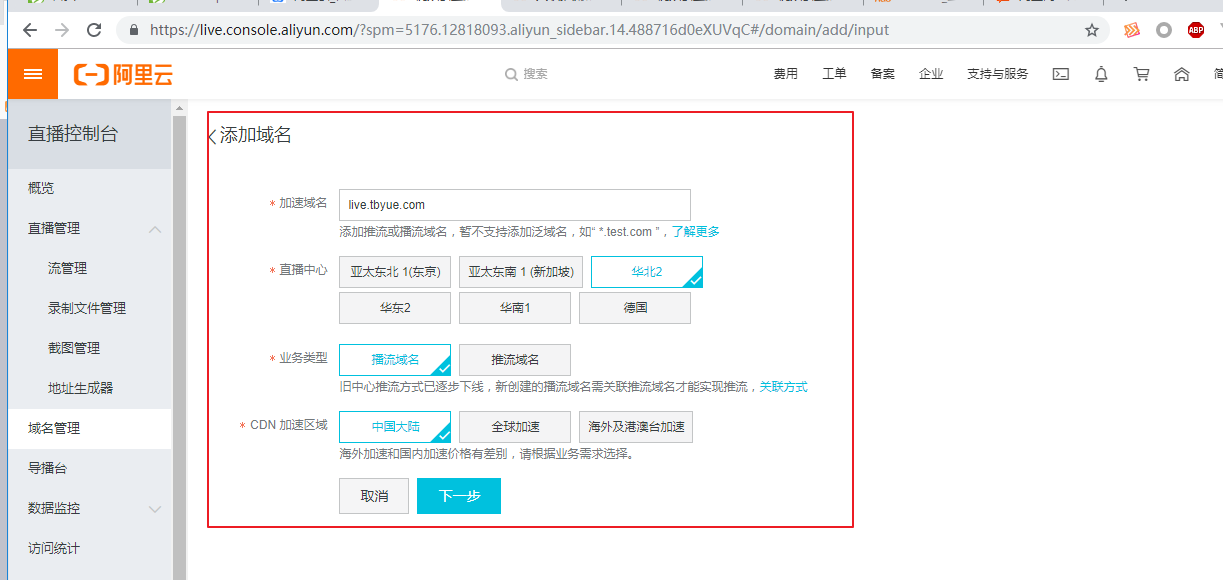 https://live.console.aliyun.com/?spm=5176.12818093.aliyun_sidebar.14.488716d0eXUVqC#/domain/add/input
ABP
阿里云
搜索
费用 工单 备案 企业 支持与服务
直播控制台
概览
直播管理
流管理
录制文件管理
截图管理
地址生成器
域名管理
导播台
数据监控
访问统计
添加域名
* 加速域名 live.tbyue.com
添加推流或播流域名，暂不支持添加泛域名，如“ *.test.com ”，了解更多
* 直播中心 亚太东北 1(东京) 亚太东南 1 (新加坡) 华北2
华东2 华南1 德国
* 业务类型 播流域名 推流域名
旧中心推流方式已逐步下线，新创建的播流域名需关联推流域名才能实现推流，关联方式
* CDN 加速区域 中国大陆 全球加速 海外及港澳台加速
海外加速和国内加速价格有差别，请根据业务需求选择。
取消 下一步